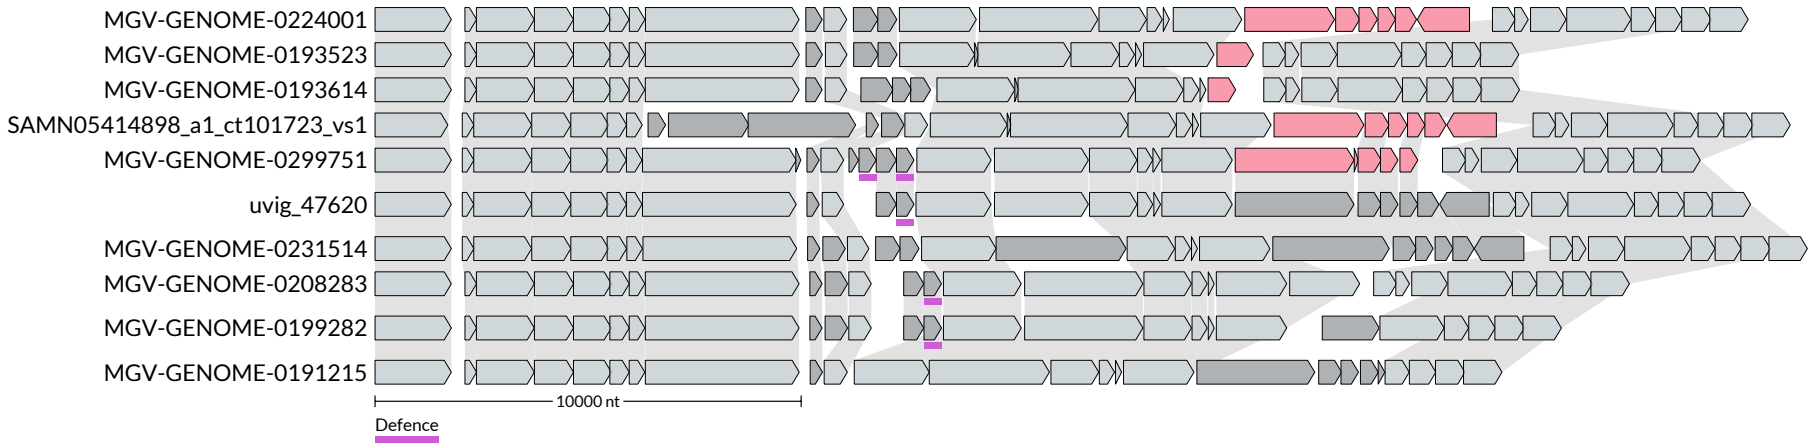 MGV-GENOME-0224001
MGV-GENOME-0193523
MGV-GENOME-0193614
SAMN05414898_a1_ct101723_vs1
MGV-GENOME-0299751
uvig_47620
MGV-GENOME-0231514
MGV-GENOME-0208283
MGV-GENOME-0199282
MGV-GENOME-0191215
10000 nt
Defence